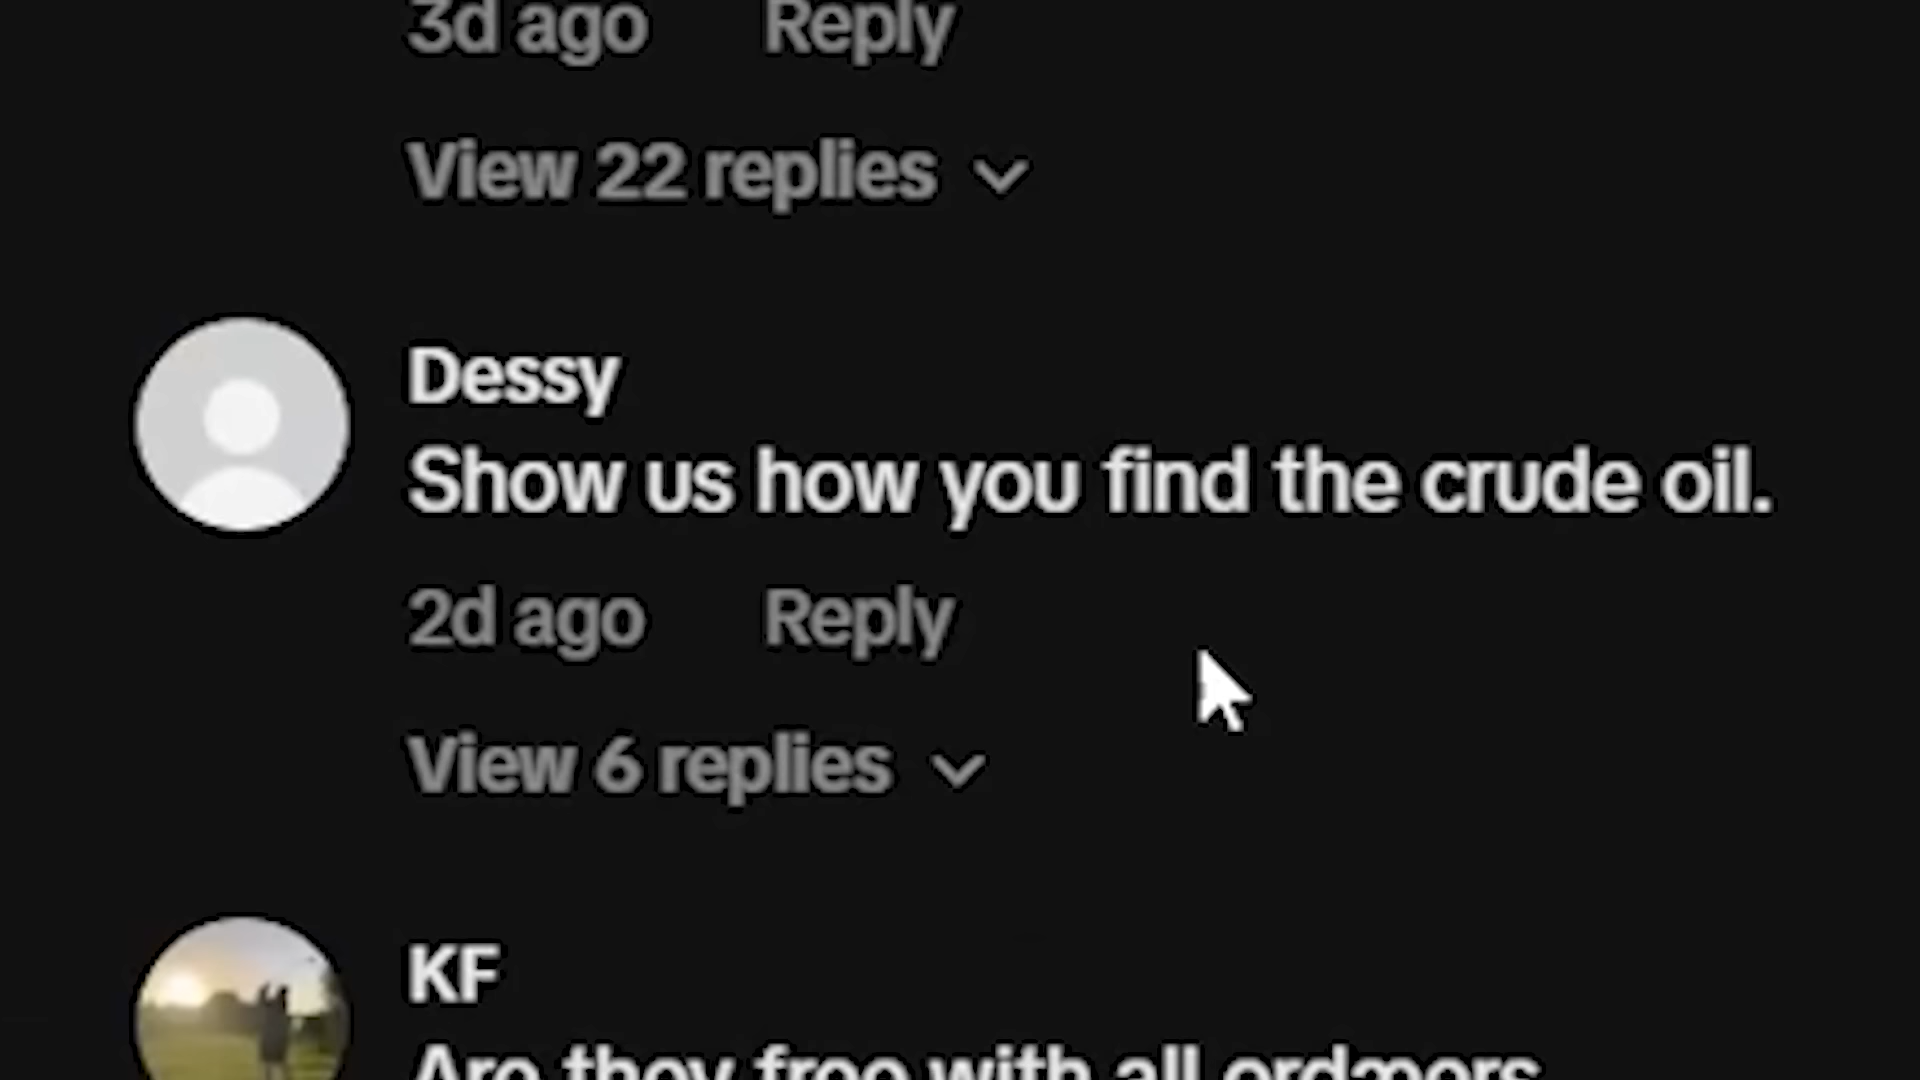 3d ago Reply
View 22 replies
Dessy
Show us how you find the crude oil.
2d ago Reply
View 6 replies
KF
Are they free with all